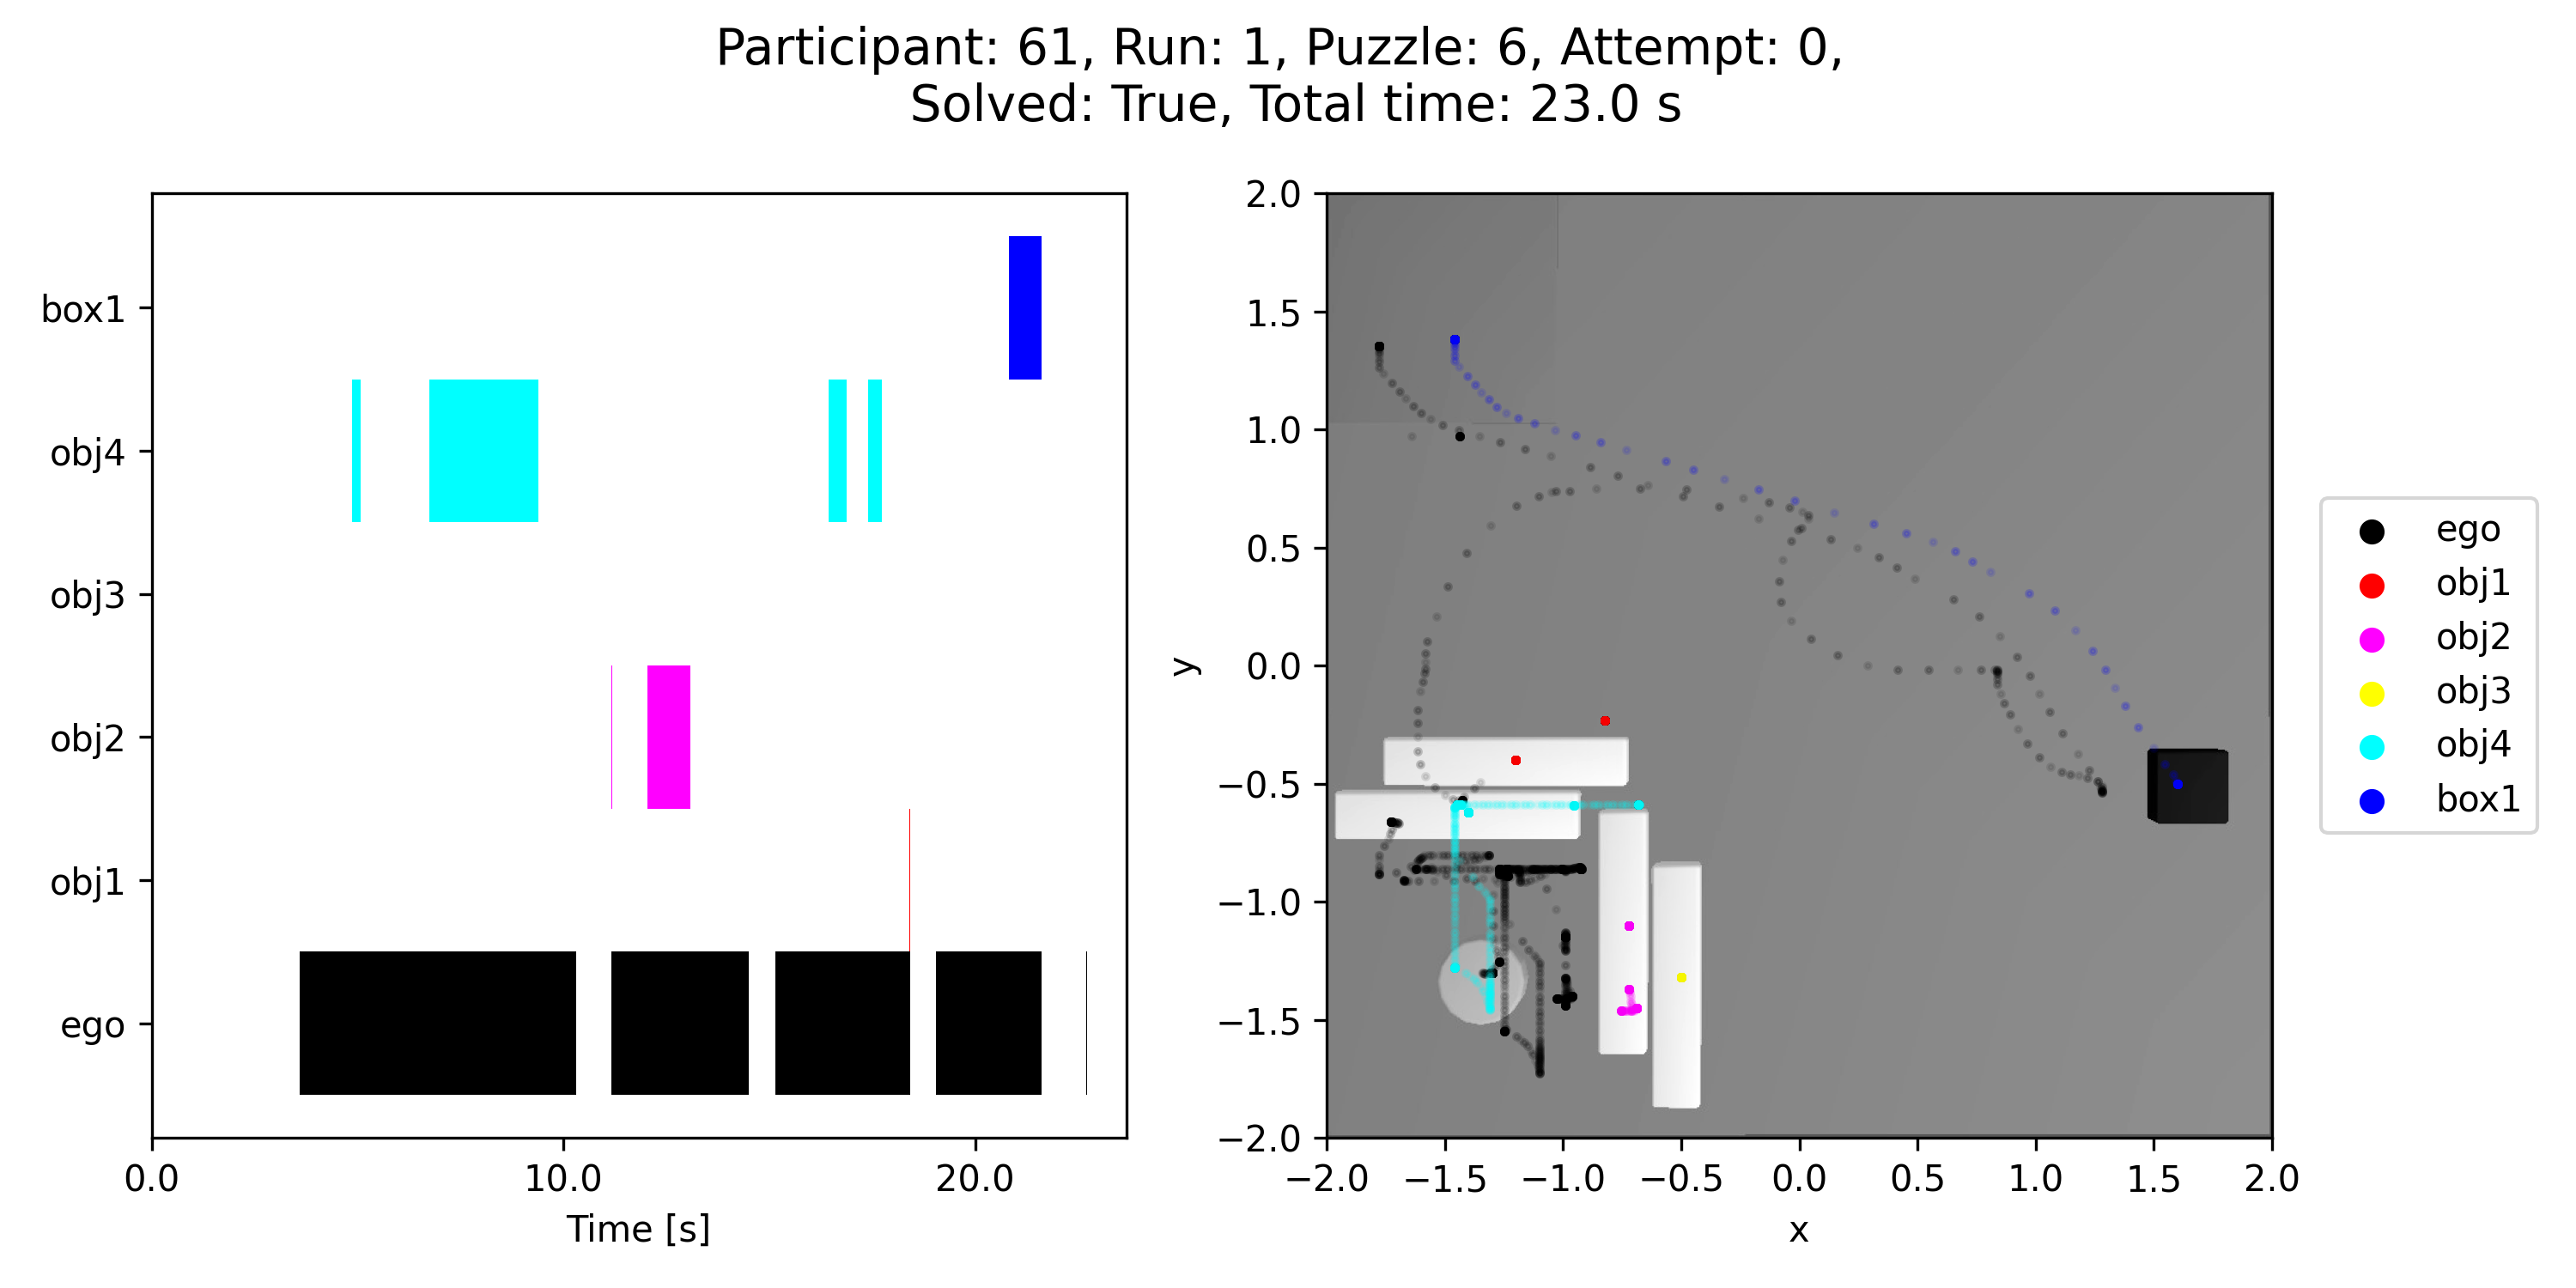 Participant: 61, Run: 1, Puzzle: 6, Attempt: 0,
Solved: True, Total time: 23.0 s
box1
obj4
obj3
obj2
obj1
ego
0.0
10.0
20.0
Time [s]
2.0
1.5
1.0
0.5
0.0
−0.5
−1.0
−1.5
−2.0
y
−2.0
−1.5
−1.0
−0.5
0.0
0.5
1.0
1.5
2.0
x
ego
obj1
obj2
obj3
obj4
box1